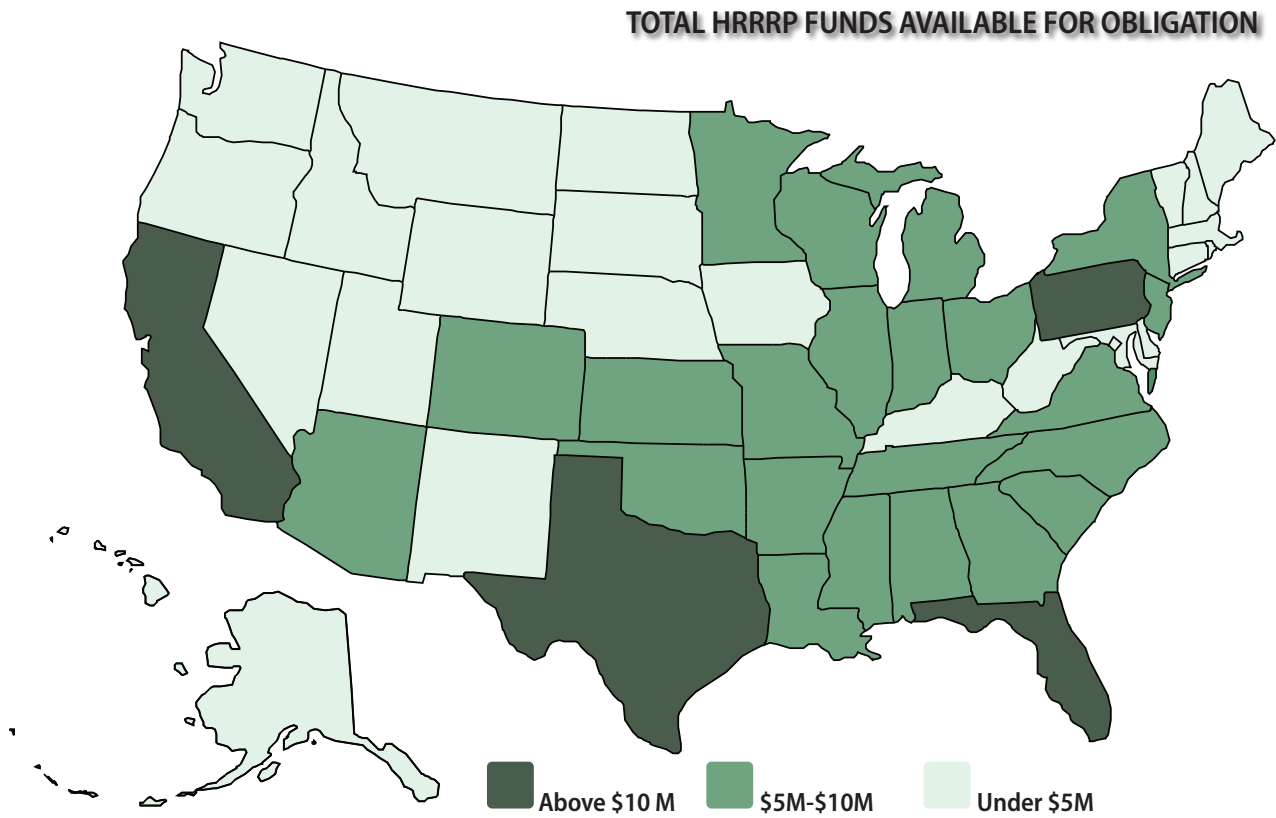 TOTAL HRRRP FUNDS AVAILABLE FOR OBLIGATION
Above $10 M
$5M-$10M
Under $5M